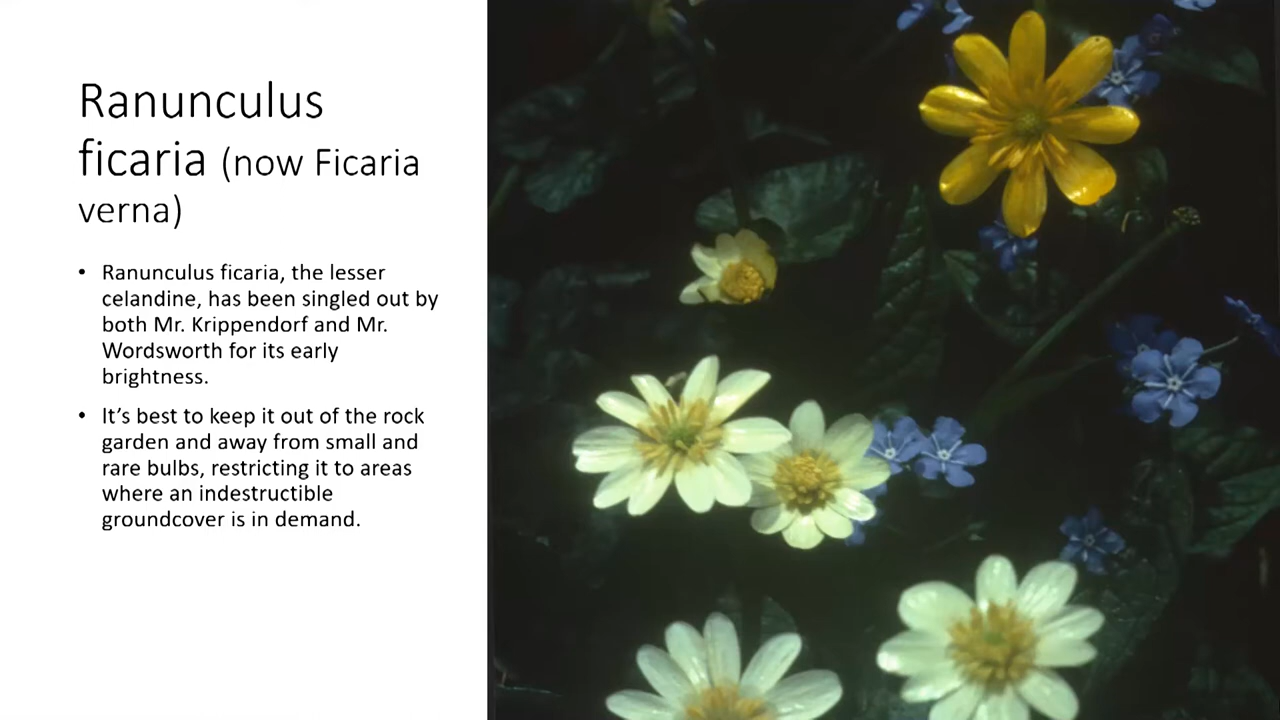 Ranunculus
ficaria (now Ficaria
verna)
• Ranunculus ficaria, the lesser
celandine, has been singled out by
both Mr. Krippendorf and Mr.
Wordsworth for its early
brightness.
• It’s best to keep it out of the rock
garden and away from small and
rare bulbs, restricting it to areas
where an indestructible
groundcover is in demand.